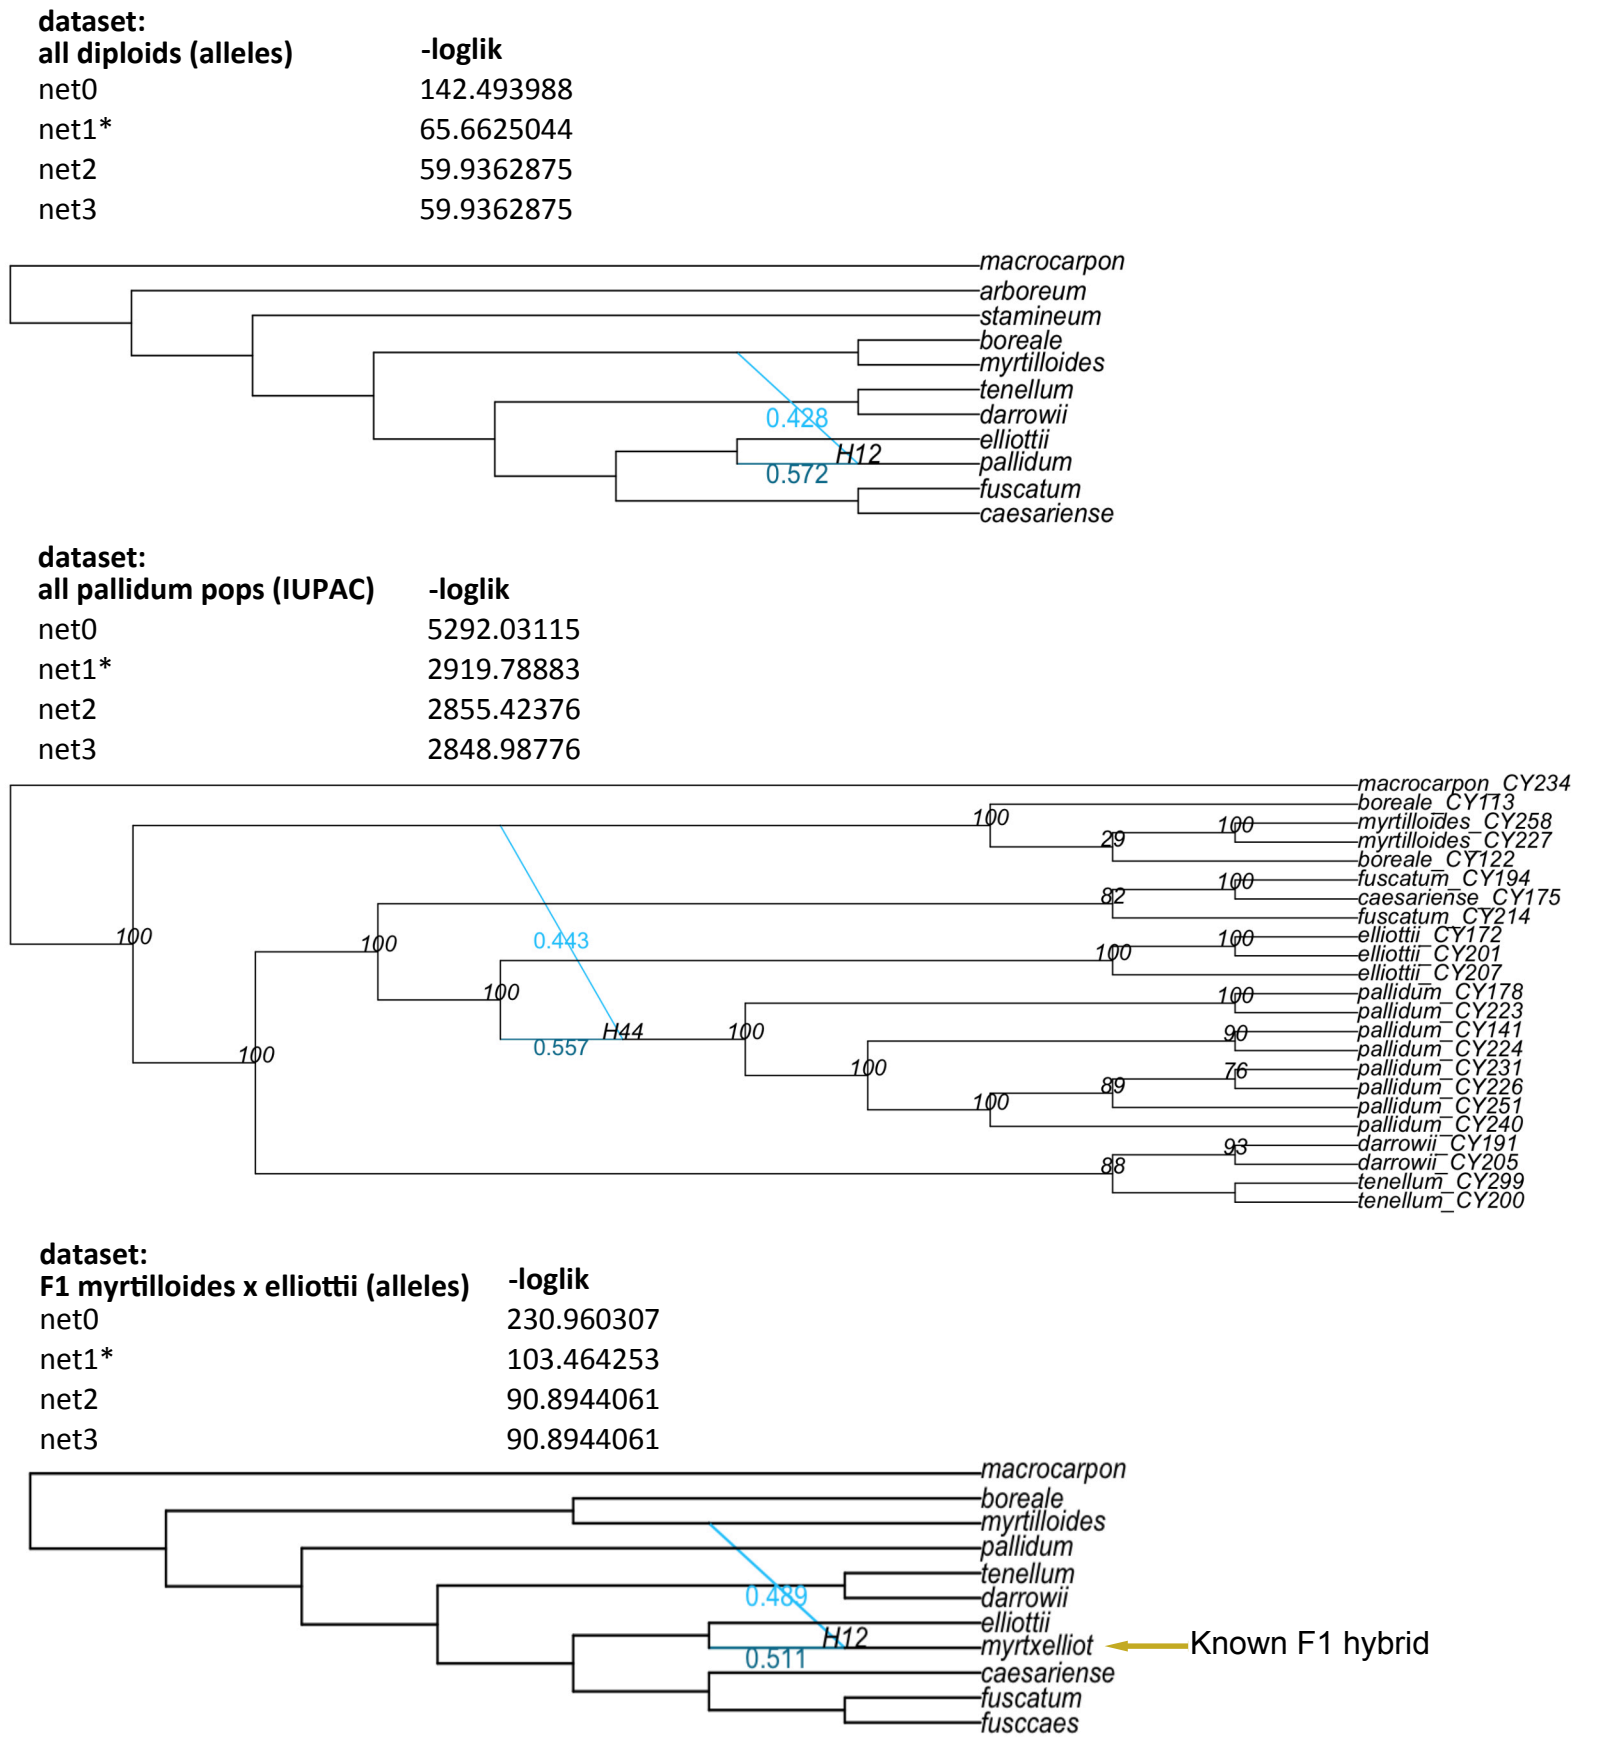 dataset:
all diploids (alleles) -loglik
net0 142.493988
net1* 65.6625044
net2 59.9362875
net3 59.9362875
macrocarpon
arboreum
stamineum
boreale
myrtilloides
tenellum
0.428 darrowii
elliottii
H12
0.572 pallidum
fuscatum
caesariense
dataset:
all pallidum pops (IUPAC) -loglik
net0 5292.03115
net1* 2919.78883
net2 2855.42376
net3 2848.98776
macrocarpon_CY234
boreale_CY113
100
100 myrtilloides_CY258
29 myrtilloides_CY227
boreale_CY122
100 fuscatum_CY194
82 caesariense_CY175
fuscatum_CY214
100 0.443 100 elliottii_CY172
100 100 elliottii_CY201
elliottii_CY207
100 100 pallidum_CY178
pallidum_CY223
H44 100 90 pallidum_CY141
0.557 pallidum_CY224
100 100 76 pallidum_CY231
89 pallidum_CY226
100 pallidum_CY251
pallidum_CY240
93 darrowii_CY191
88 darrowii_CY205
tenellum_CY299
tenellum_CY200
dataset:
F1 myrtilloides x elliottii (alleles) -loglik
net0 230.960307
net1* 103.464253
net2 90.8944061
net3 90.8944061
macrocarpon
boreale
myrtilloides
pallidum
tenellum
0.489 darrowii
elliottii
H12
0.511 myrtxelliot Known F1 hybrid
caesariense
fuscatum
fusccaes